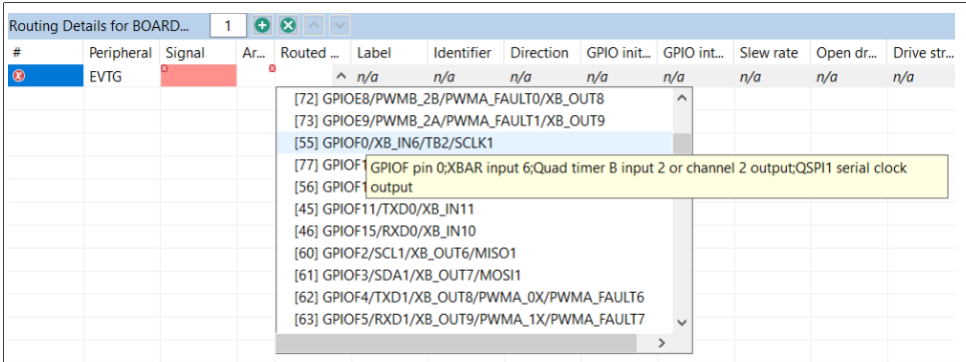 Routing Details for BOARD... 1
# Peripheral Signal Ar... Routed ... Label Identifier Direction GPIO init... GPIO int... Slew rate Open dr... Drive str...
EVTG n/a n/a n/a n/a n/a n/a n/a n/a
[72] GPIOE8/PWMB_2B/PWMA_FAULT0/XB_OUT8
[73] GPIOE9/PWMB_2A/PWMA_FAULT1/XB_OUT9
[55] GPIOF0/XB_IN6/TB2/SCLK1
[77] GPIOF1
GPIOF pin 0;XBAR input 6;Quad timer B input 2 or channel 2 output;QSPI1 serial clock
[56] GPIOF1
output
[45] GPIOF11/TXD0/XB_IN11
[46] GPIOF15/RXD0/XB_IN10
[60] GPIOF2/SCL1/XB_OUT6/MISO1
[61] GPIOF3/SDA1/XB_OUT7/MOSI1
[62] GPIOF4/TXD1/XB_OUT8/PWMA_0X/PWMA_FAULT6
[63] GPIOF5/RXD1/XB_OUT9/PWMA_1X/PWMA_FAULT7